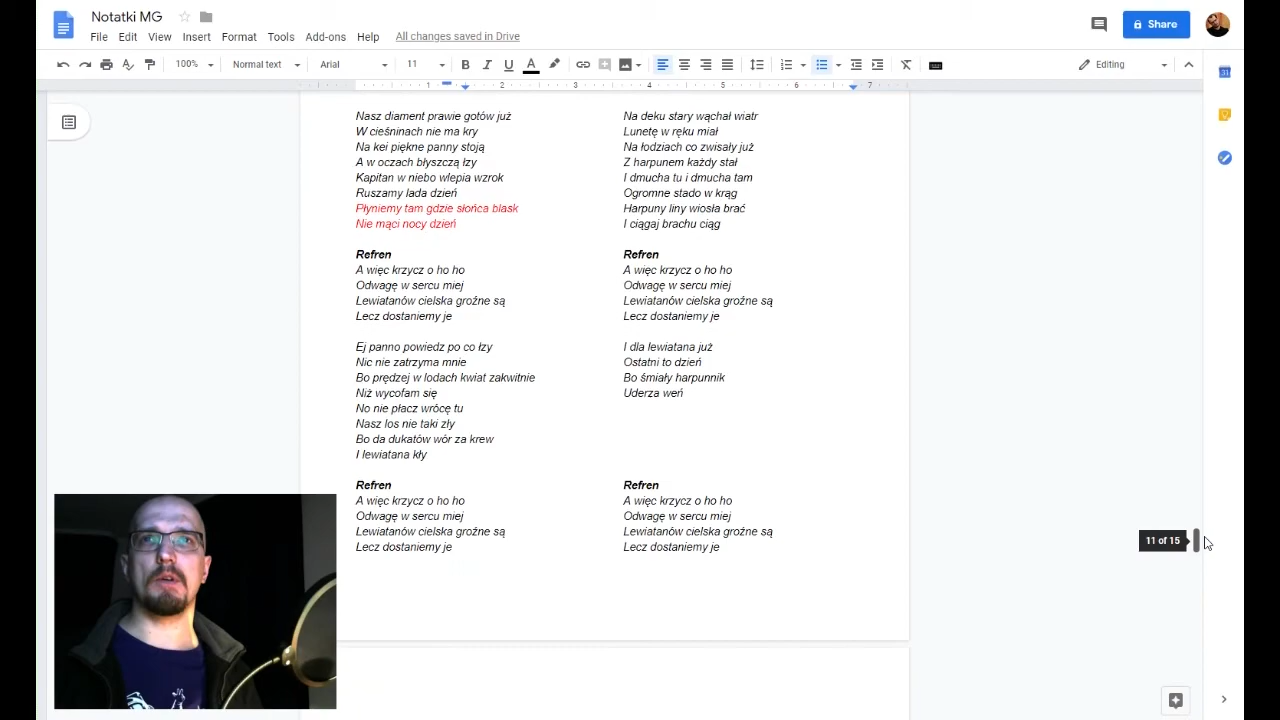 Notatki MG
File Edit View Insert Format Tools Add-ons Help All changes saved in Drive
Share
100% Normal text Arial 11 B I U A Editing
1 2 3 4 5 6 7
Nasz diament prawie gotów już
W cieśninach nie ma kry
Na kei piękne panny stoją
A w oczach błyszczą łzy
Kapitan w niebo wlepia wzrok
Ruszamy lada dzień
Płyniemy tam gdzie słońca blask
Nie mąci nocy dzień
Refren
A więc krzycz o ho ho
Odwagę w sercu miej
Lewiatanów cielska groźne są
Lecz dostaniemy je
Ej panno powiedz po co łzy
Nic nie zatrzyma mnie
Bo prędzej w lodach kwiat zakwitnie
Niż wycofam się
No nie płacz wrócę tu
Nasz los nie taki zły
Bo da dukatów wór za krew
I lewiatana kły
Refren
A więc krzycz o ho ho
Odwagę w sercu miej
Lewiatanów cielska groźne są
Lecz dostaniemy je
Na deku stary wąchał wiatr
Lunetę w ręku miał
Na łodziach co zwisały już
Z harpunem każdy stał
I dmucha tu i dmucha tam
Ogromne stado w krąg
Harpuny liny wiosła brać
I ciągaj brachu ciąg
Refren
A więc krzycz o ho ho
Odwagę w sercu miej
Lewiatanów cielska groźne są
Lecz dostaniemy je
I dla lewiatana już
Ostatni to dzień
Bo śmiały harpunnik
Uderza weń
Refren
A więc krzycz o ho ho
Odwagę w sercu miej
Lewiatanów cielska groźne są
Lecz dostaniemy je
11 of 15
31